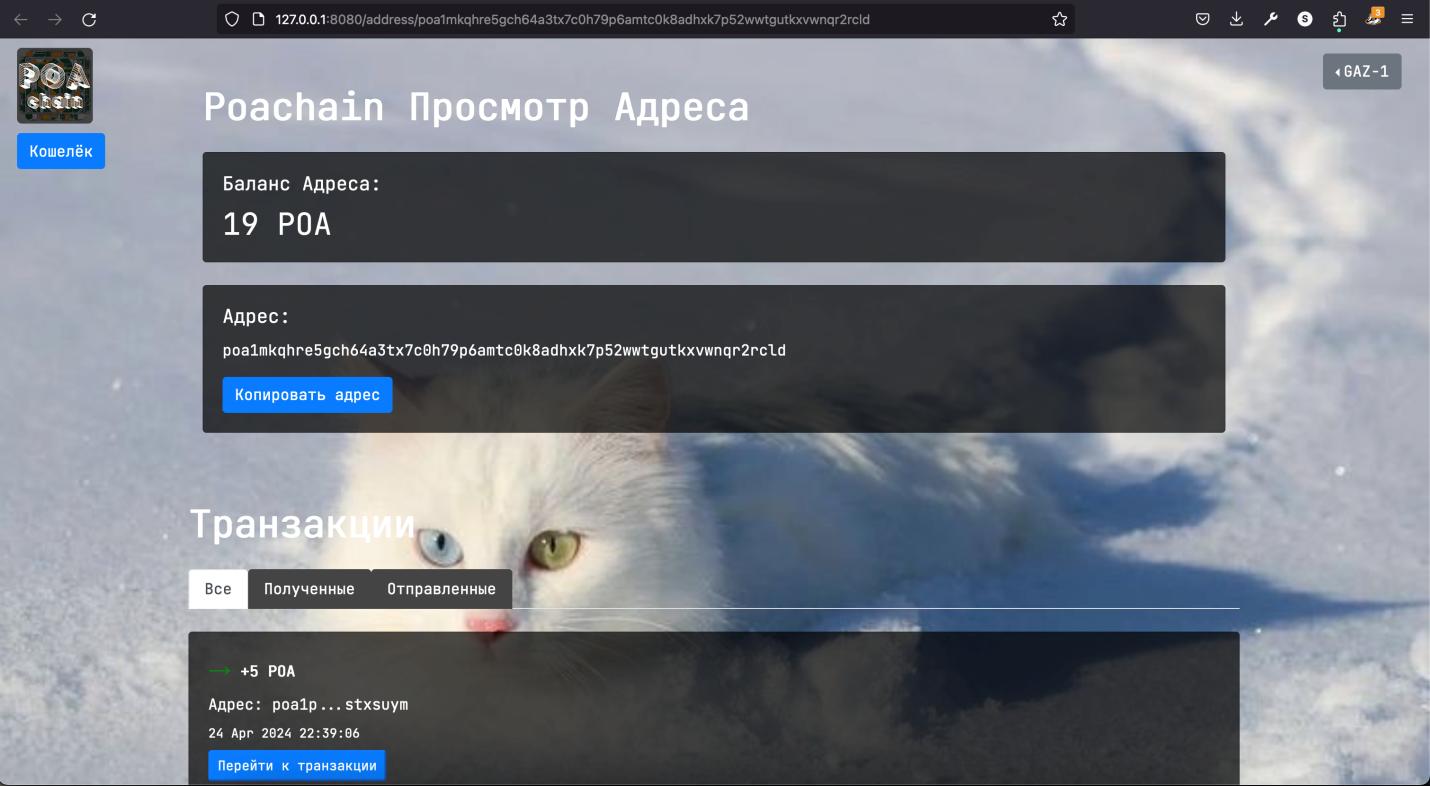 127.0.0.1:8080/address/poa1mkqhre5gch64a3tx7c0h79p6amtc0k8adhxk7p52wwtgutkxvwnqr2rcld
S
3
POA
chain
GAZ-1
Кошелёк
Poachain Просмотр Адреса
Баланс Адреса:
19 POA
Адрес:
poa1mkqhre5gch64a3tx7c0h79p6amtc0k8adhxk7p52wwtgutkxvwnqr2rcld
Копировать адрес
Транзакции
Все
Полученные
Отправленные
+5 POA
Адрес: poa1p...stxsuym
24 Apr 2024 22:39:06
Перейти к транзакции